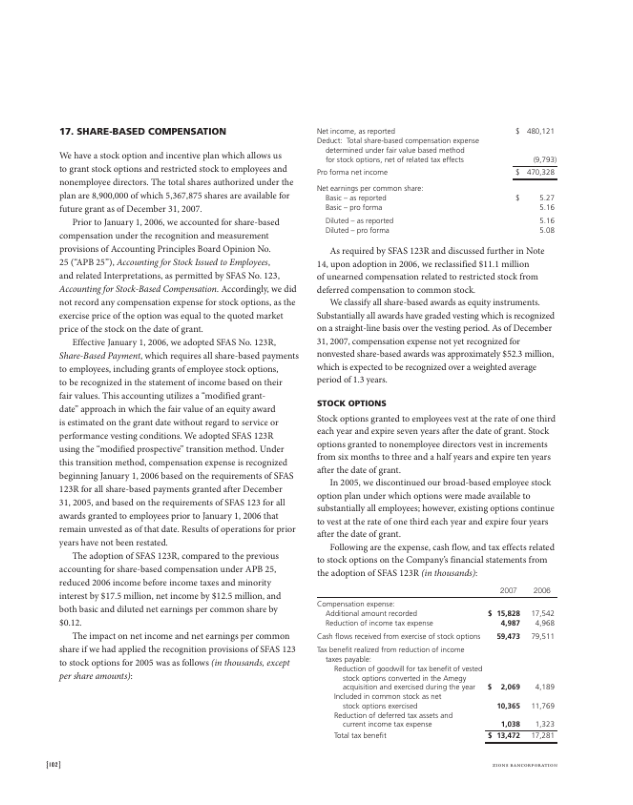 17. SHARE-BASED COMPENSATION
We have a stock option and incentive plan which allows us
to grant stock options and restricted stock to employees and
nonemployee directors. The total shares authorized under the
plan are 8,900,000 of which 5,367,875 shares are available for
future grant as of December 31, 2007.
Prior to January 1, 2006, we accounted for share-based
compensation under the recognition and measurement
provisions of Accounting Principles Board Opinion No.
25 (“APB 25”), Accounting for Stock Issued to Employees,
and related Interpretations, as permitted by SFAS No. 123,
Accounting for Stock-Based Compensation. Accordingly, we did
not record any compensation expense for stock options, as the
exercise price of the option was equal to the quoted market
price of the stock on the date of grant.
Effective January 1, 2006, we adopted SFAS No. 123R,
Share-Based Payment, which requires all share-based payments
to employees, including grants of employee stock options,
to be recognized in the statement of income based on their
fair values. This accounting utilizes a “modified grant-
date” approach in which the fair value of an equity award
is estimated on the grant date without regard to service or
performance vesting conditions. We adopted SFAS 123R
using the “modified prospective” transition method. Under
this transition method, compensation expense is recognized
beginning January 1, 2006 based on the requirements of SFAS
123R for all share-based payments granted after December
31, 2005, and based on the requirements of SFAS 123 for all
awards granted to employees prior to January 1, 2006 that
remain unvested as of that date. Results of operations for prior
years have not been restated.
The adoption of SFAS 123R, compared to the previous
accounting for share-based compensation under APB 25,
reduced 2006 income before income taxes and minority
interest by $17.5 million, net income by $12.5 million, and
both basic and diluted net earnings per common share by
$0.12.
The impact on net income and net earnings per common
share if we had applied the recognition provisions of SFAS 123
to stock options for 2005 was as follows (in thousands, except
per share amounts):
Net income, as reported $ 480,121
Deduct: Total share-based compensation expense
determined under fair value based method
for stock options, net of related tax effects (9,793)
Pro forma net income $ 470,328
Net earnings per common share:
Basic – as reported $ 5.27
Basic – pro forma 5.16
Diluted – as reported 5.16
Diluted – pro forma 5.08
As required by SFAS 123R and discussed further in Note
14, upon adoption in 2006, we reclassified $11.1 million
of unearned compensation related to restricted stock from
deferred compensation to common stock.
We classify all share-based awards as equity instruments.
Substantially all awards have graded vesting which is recognized
on a straight-line basis over the vesting period. As of December
31, 2007, compensation expense not yet recognized for
nonvested share-based awards was approximately $52.3 million,
which is expected to be recognized over a weighted average
period of 1.3 years.
STOCK OPTIONS
Stock options granted to employees vest at the rate of one third
each year and expire seven years after the date of grant. Stock
options granted to nonemployee directors vest in increments
from six months to three and a half years and expire ten years
after the date of grant.
In 2005, we discontinued our broad-based employee stock
option plan under which options were made available to
substantially all employees; however, existing options continue
to vest at the rate of one third each year and expire four years
after the date of grant.
Following are the expense, cash flow, and tax effects related
to stock options on the Company’s financial statements from
the adoption of SFAS 123R (in thousands):
2007 2006
Compensation expense:
Additional amount recorded $ 15,828 17,542
Reduction of income tax expense 4,987 4,968
Cash flows received from exercise of stock options 59,473 79,511
Tax benefit realized from reduction of income
taxes payable:
Reduction of goodwill for tax benefit of vested
stock options converted in the Amegy
acquisition and exercised during the year $ 2,069 4,189
Included in common stock as net
stock options exercised 10,365 11,769
Reduction of deferred tax assets and
current income tax expense 1,038 1,323
Total tax benefit $ 13,472 17,281
[102]
ZIONS BANCORPORATION